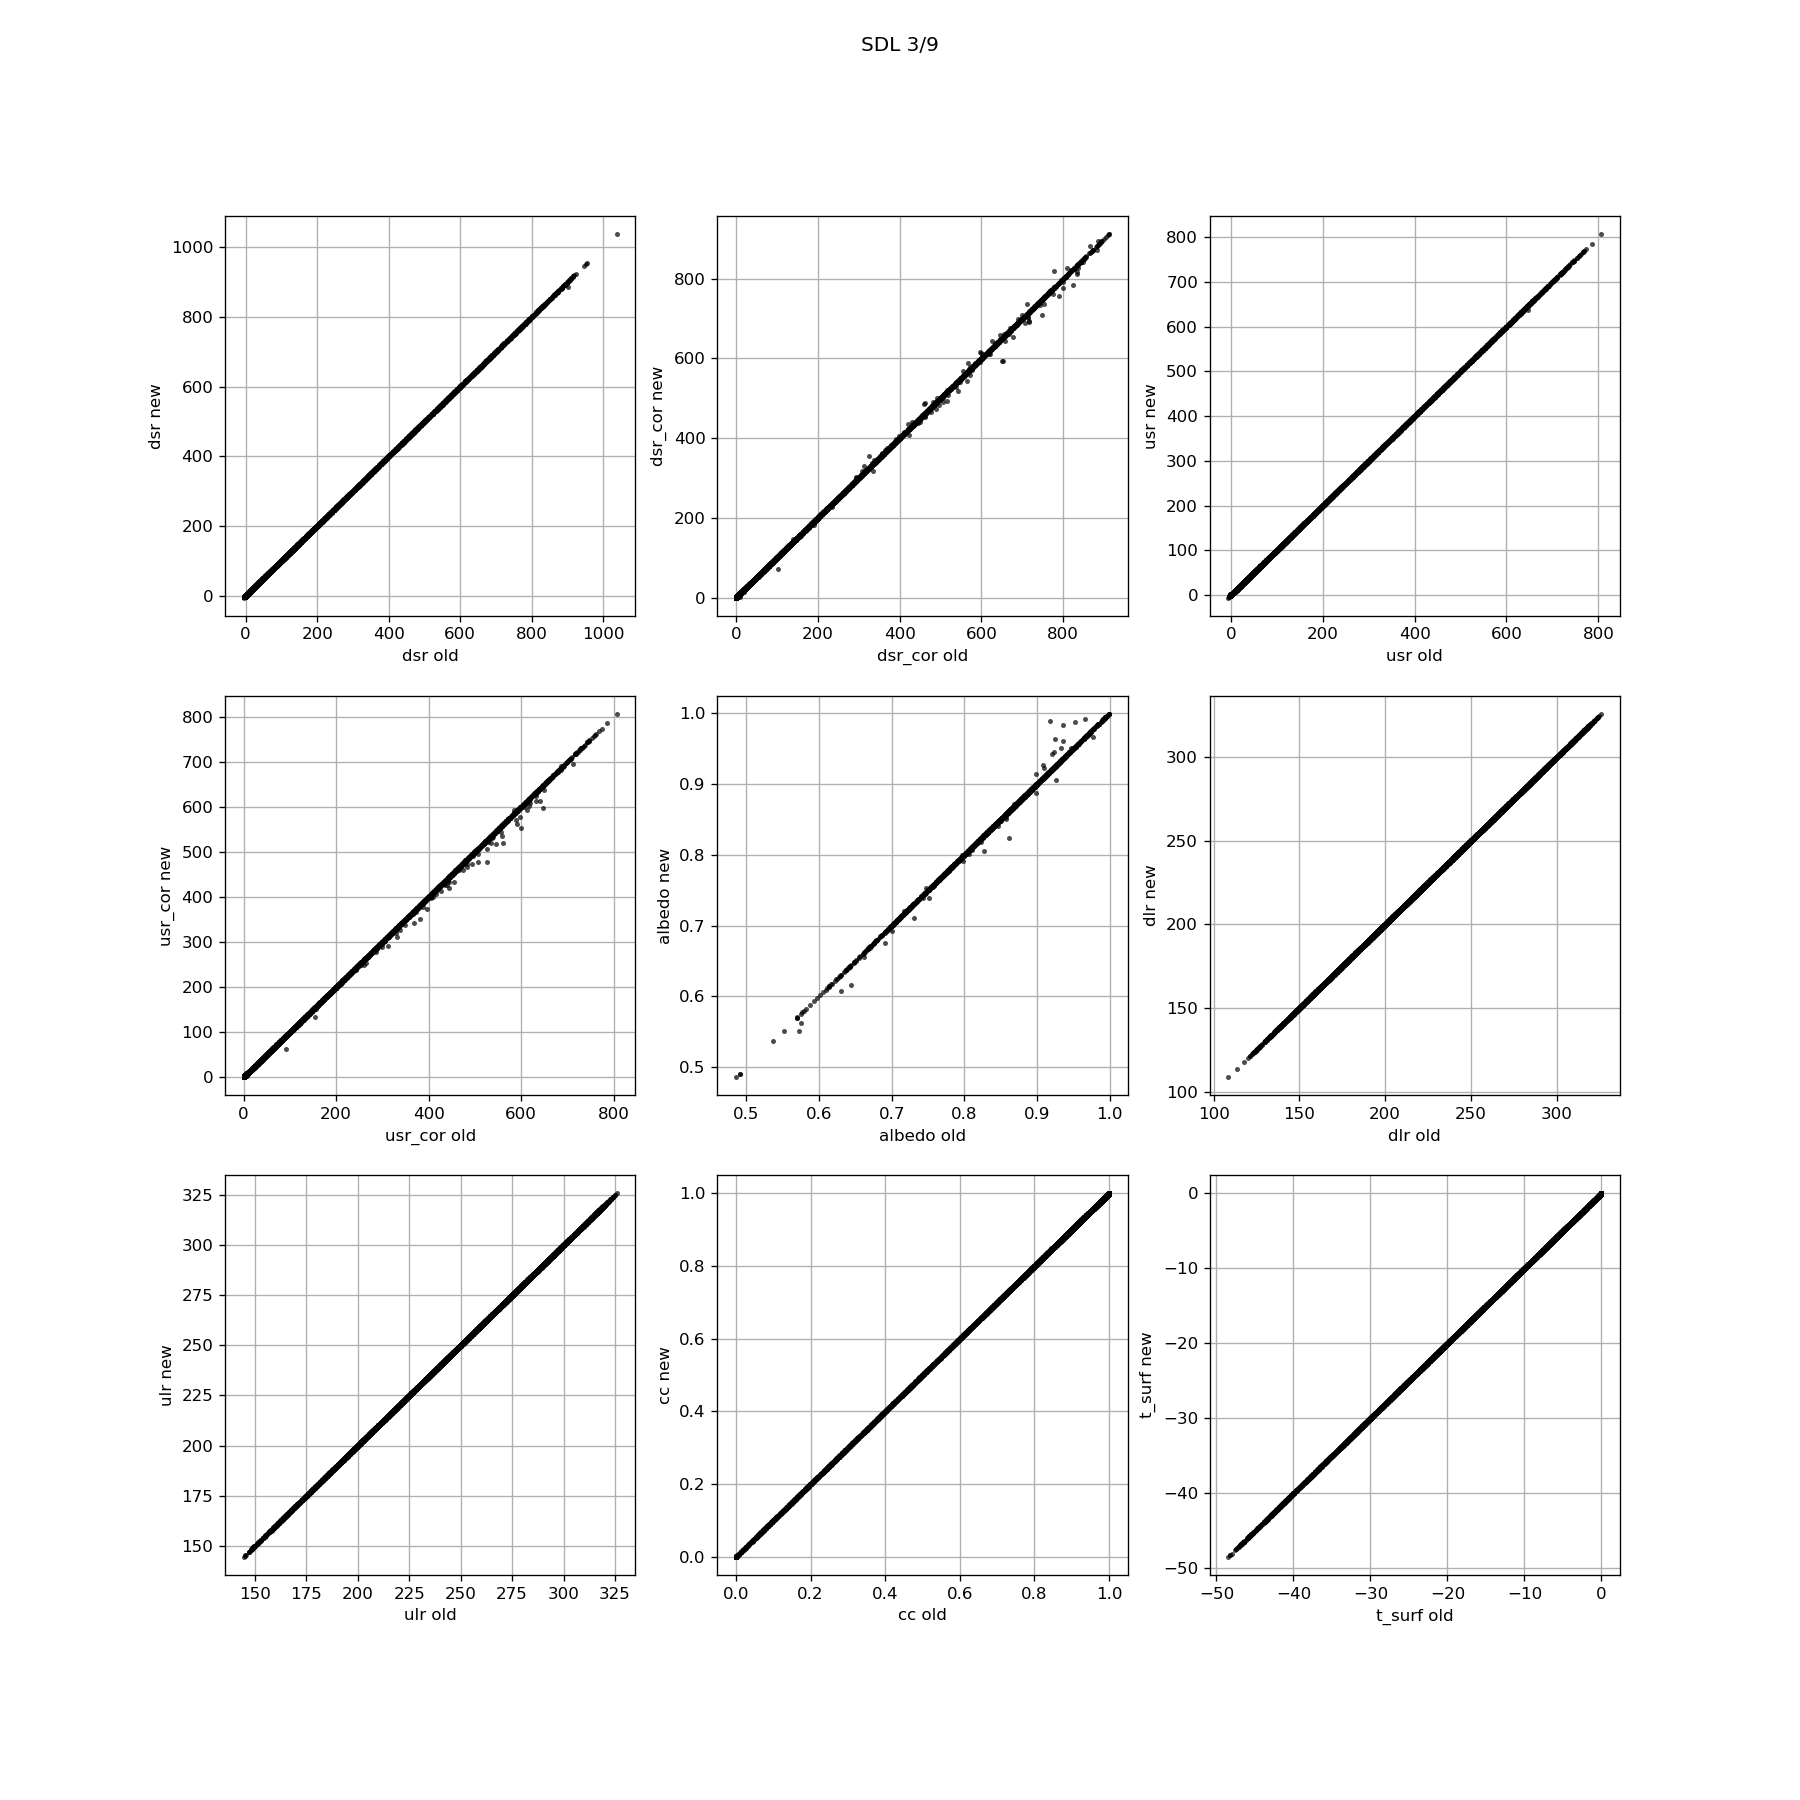 SDL 3/9
1000
800
600
400
200
0
dsr new
0 200 400 600 800 1000
dsr old
800
600
400
200
0
dsr_cor new
0 200 400 600 800
dsr_cor old
800
700
600
500
400
300
200
100
0
usr new
0 200 400 600 800
usr old
800
700
600
500
400
300
200
100
0
usr_cor new
0 200 400 600 800
usr_cor old
1.0
0.9
0.8
0.7
0.6
0.5
albedo new
0.5 0.6 0.7 0.8 0.9 1.0
albedo old
300
250
200
150
100
dlr new
100 150 200 250 300
dlr old
325
300
275
250
225
200
175
150
ulr new
150 175 200 225 250 275 300 325
ulr old
1.0
0.8
0.6
0.4
0.2
0.0
cc new
0.0 0.2 0.4 0.6 0.8 1.0
cc old
0
−10
−20
−30
−40
−50
t_surf new
−50 −40 −30 −20 −10 0
t_surf old